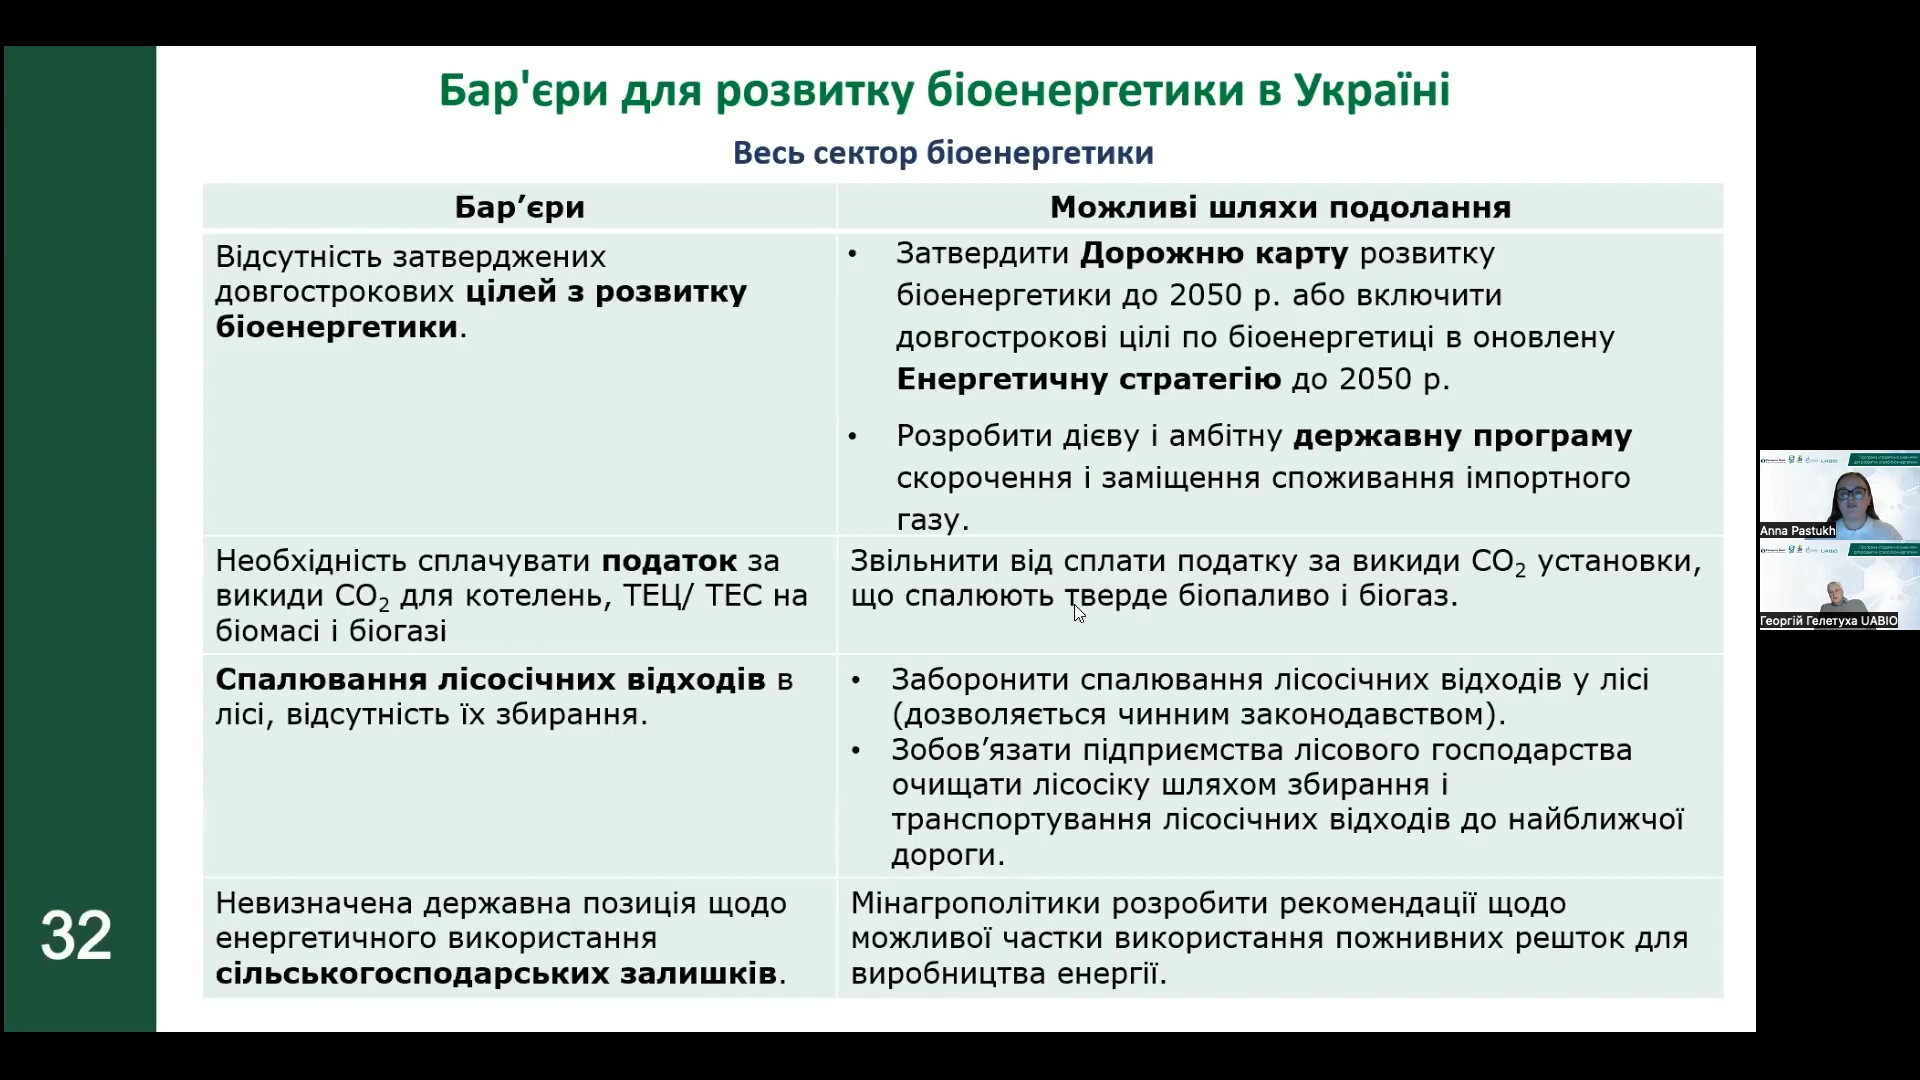 Бар'єри для розвитку біоенергетики в Україні
Весь сектор біоенергетики
Бар’єри
Можливі шляхи подолання
Відсутність затверджених
довгострокових цілей з розвитку
біоенергетики.
• Затвердити Дорожню карту розвитку
біоенергетики до 2050 р. або включити
довгострокові цілі по біоенергетиці в оновлену
Енергетичну стратегію до 2050 р.
• Розробити дієву і амбітну державну програму
скорочення і заміщення споживання імпортного
газу.
Необхідність сплачувати податок за
викиди CO₂ для котелень, ТЕЦ/ ТЕС на
біомасі і біогазі
Звільнити від сплати податку за викиди CO₂ установки,
що спалюють тверде біопаливо і біогаз.
Спалювання лісосічних відходів в
лісі, відсутність їх збирання.
• Заборонити спалювання лісосічних відходів у лісі
(дозволяється чинним законодавством).
• Зобов’язати підприємства лісового господарства
очищати лісосіку шляхом збирання і
транспортування лісосічних відходів до найближчої
дороги.
Невизначена державна позиція щодо
енергетичного використання
сільськогосподарських залишків.
Мінагрополітики розробити рекомендації щодо
можливої частки використання пожнивних решток для
виробництва енергії.
32
UABIO
Anna Pastukh
UABIO
Георгій Гелетуха UABIO